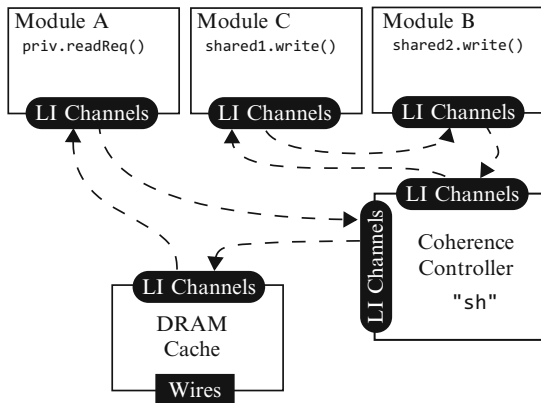 Module A
priv.readReq()
LI Channels
Module C
shared1.write()
LI Channels
Module B
shared2.write()
LI Channels
LI Channels
LI Channels
Coherence
Controller
"sh"
LI Channels
DRAM
Cache
Wires